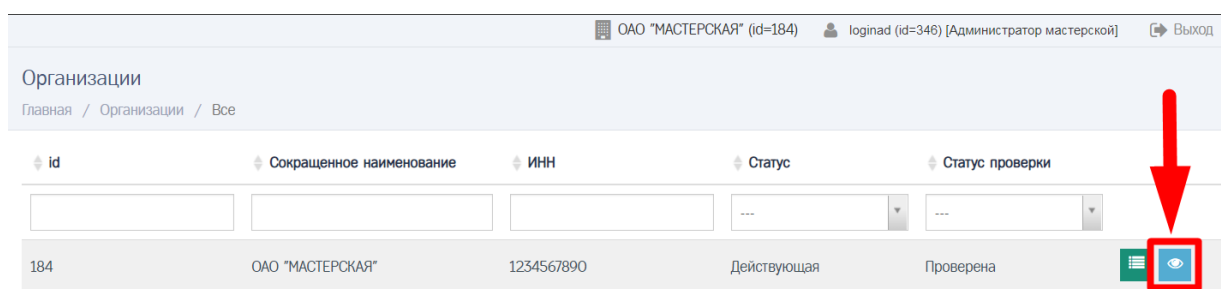 ОАО "МАСТЕРСКАЯ" (id=184) loginad (id=346) [Администратор мастерской] Выход
Организации
Главная / Организации / Все
id Сокращенное наименование ИНН Статус Статус проверки
--- ---
184 ОАО "МАСТЕРСКАЯ" 1234567890 Действующая Проверена